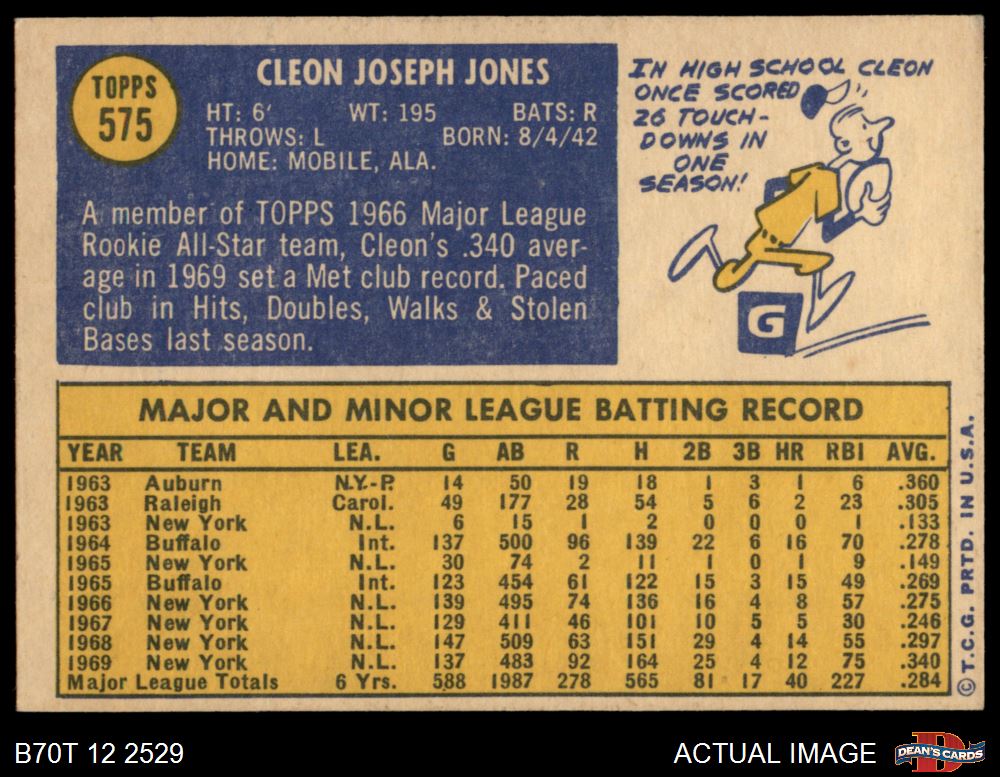 TOPPS
575
CLEON JOSEPH JONES
HT: 6' WT: 195 BATS: R
THROWS: L BORN: 8/4/42
HOME: MOBILE, ALA.
A member of TOPPS 1966 Major League
Rookie All-Star team, Cleon's .340 aver-
age in 1969 set a Met club record. Paced
club in Hits, Doubles, Walks & Stolen
Bases last season.
IN HIGH SCHOOL CLEON
ONCE SCORED
26 TOUCH-
DOWNS IN
ONE
SEASON!
G
MAJOR AND MINOR LEAGUE BATTING RECORD
YEAR TEAM LEA. G AB R H 2B 3B HR RBI AVG.
1963 Auburn N.Y.-P. 14 50 19 18 1 3 1 6 .360
1963 Raleigh Carol. 49 177 28 54 5 6 2 23 .305
1963 New York N.L. 6 15 1 2 0 0 0 1 .133
1964 Buffalo Int. 137 500 96 139 22 6 16 70 .278
1965 New York N.L. 30 74 2 11 1 0 1 9 .149
1965 Buffalo Int. 123 454 61 122 15 3 15 49 .269
1966 New York N.L. 139 495 74 136 16 4 8 57 .275
1967 New York N.L. 129 411 46 101 10 5 5 30 .246
1968 New York N.L. 147 509 63 151 29 4 14 55 .297
1969 New York N.L. 137 483 92 164 25 4 12 75 .340
Major League Totals 6 Yrs. 588 1987 278 565 81 17 40 227 .284
© T.C.G. PRTD. IN U.S.A.
B70T 12 2529
ACTUAL IMAGE
D
DEAN'S CARDS